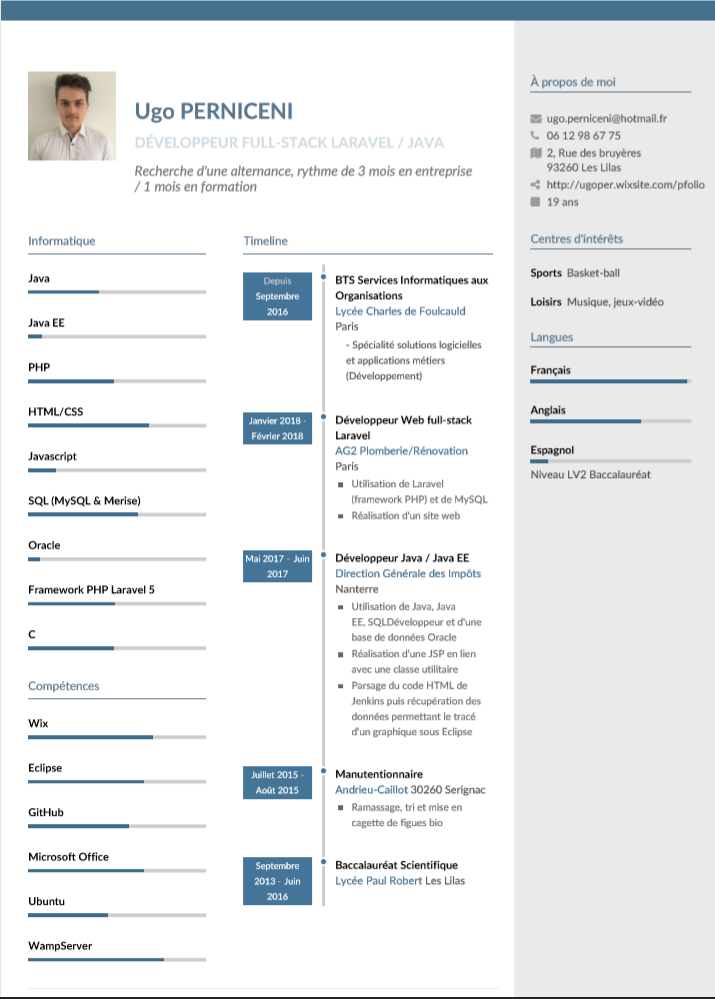 Ugo PERNICENI
DÉVELOPPEUR FULL-STACK LARAVEL / JAVA
Recherche d'une alternance, rythme de 3 mois en entreprise
/ 1 mois en formation
Informatique
Java
Java EE
PHP
HTML/CSS
Javascript
SQL (MySQL & Merise)
Oracle
Framework PHP Laravel 5
C
Compétences
Wix
Eclipse
GitHub
Microsoft Office
Ubuntu
WampServer
Timeline
Depuis
Septembre
2016
BTS Services Informatiques aux
Organisations
Lycée Charles de Foulcauld
Paris
- Spécialité solutions logicielles
et applications métiers
(Développement)
Janvier 2018 -
Février 2018
Développeur Web full-stack
Laravel
AG2 Plomberie/Rénovation
Paris
Utilisation de Laravel
(framework PHP) et de MySQL
Réalisation d'un site web
Mai 2017 - Juin
2017
Développeur Java / Java EE
Direction Générale des Impôts
Nanterre
Utilisation de Java, Java
EE, SQLDéveloppeur et d'une
base de données Oracle
Réalisation d'une JSP en lien
avec une classe utilitaire
Parsage du code HTML de
Jenkins puis récupération des
données permettant le tracé
d'un graphique sous Eclipse
Juillet 2015 -
Août 2015
Manutentionnaire
Andrieu-Caillot 30260 Serignac
Ramassage, tri et mise en
cagette de figues bio
Septembre
2013 - Juin
2016
Baccalauréat Scientifique
Lycée Paul Robert Les Lilas
À propos de moi
ugo.perniceni@hotmail.fr
06 12 98 67 75
2, Rue des bruyères
93260 Les Lilas
http://ugoper.wixsite.com/pfolio
19 ans
Centres d'intérêts
Sports Basket-ball
Loisirs Musique, jeux-vidéo
Langues
Français
Anglais
Espagnol
Niveau LV2 Baccalauréat